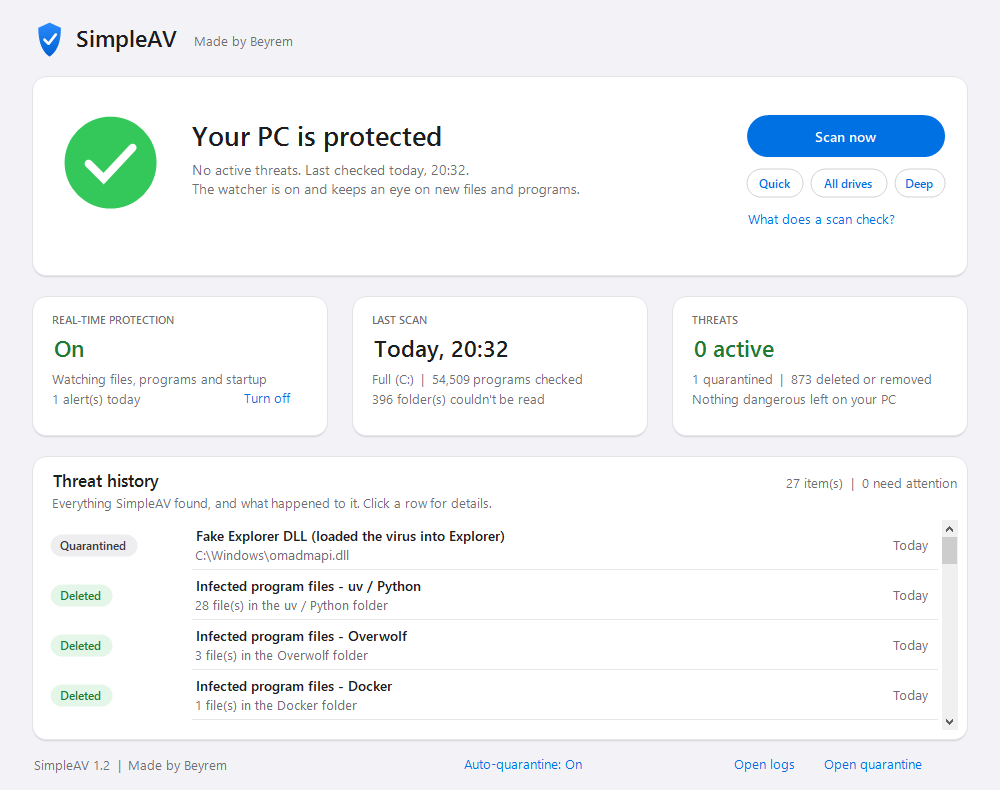 SimpleAV Made by Beyrem
Your PC is protected
No active threats. Last checked today, 20:32.
The watcher is on and keeps an eye on new files and programs.
Scan now
Quick All drives Deep
What does a scan check?
REAL-TIME PROTECTION
On
Watching files, programs and startup
1 alert(s) today Turn off
LAST SCAN
Today, 20:32
Full (C:) | 54,509 programs checked
396 folder(s) couldn't be read
THREATS
0 active
1 quarantined | 873 deleted or removed
Nothing dangerous left on your PC
Threat history
27 item(s) | 0 need attention
Everything SimpleAV found, and what happened to it. Click a row for details.
Quarantined
Fake Explorer DLL (loaded the virus into Explorer)
C:\Windows\omadmapi.dll
Today
Deleted
Infected program files - uv / Python
28 file(s) in the uv / Python folder
Today
Deleted
Infected program files - Overwolf
3 file(s) in the Overwolf folder
Today
Deleted
Infected program files - Docker
1 file(s) in the Docker folder
Today
SimpleAV 1.2 | Made by Beyrem
Auto-quarantine: On
Open logs
Open quarantine